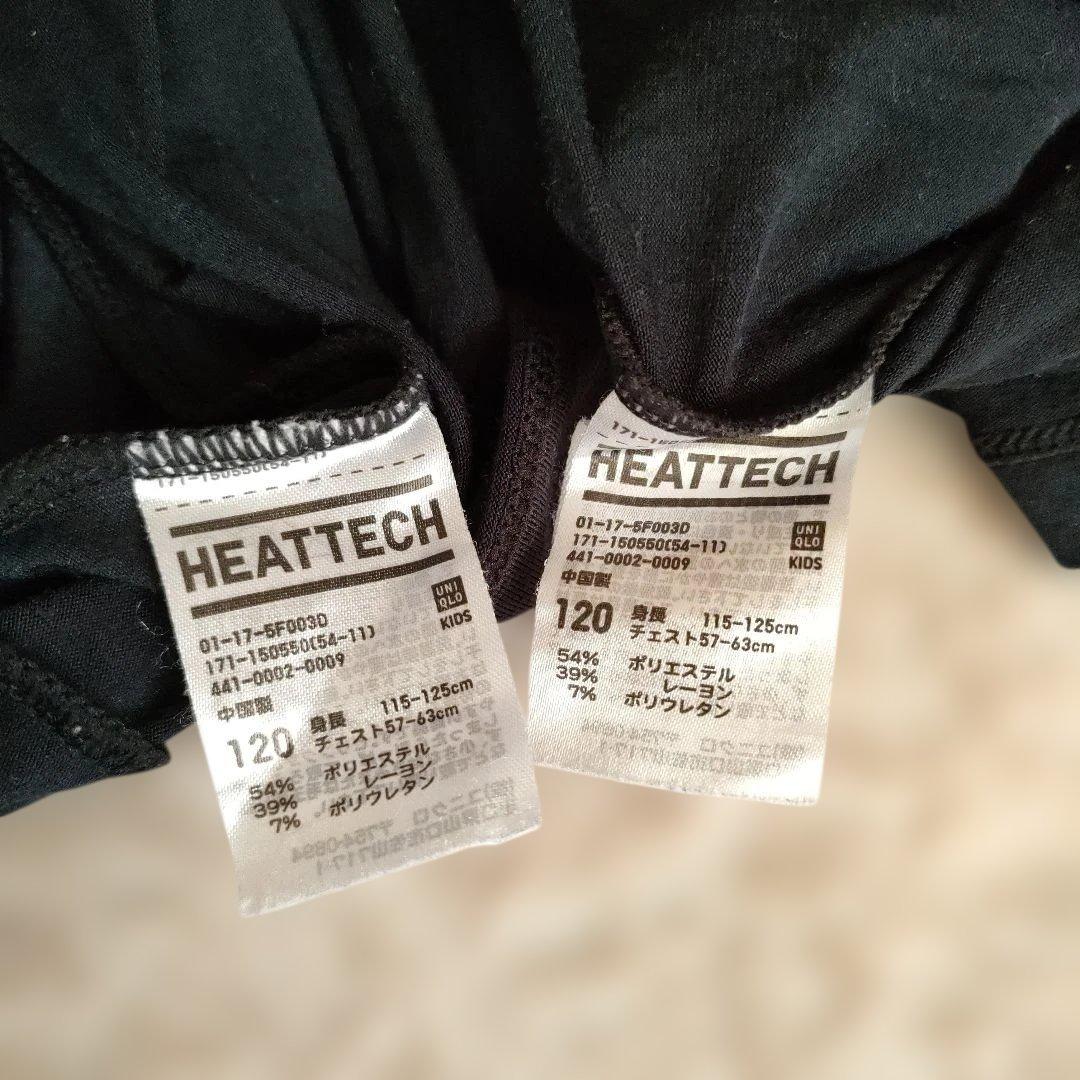 171-150550(54-11)
HEATTECH
01-17-5F003D
171-150550(54-11)
441-0002-0009
UNI
QLO
KIDS
中国製
120 身長 115-125cm
チェスト57-63cm
54% ポリエステル
39% レーヨン
7% ポリウレタン
HEATTECH
01-17-5F003D
171-150550(54-11)
441-0002-0009
UNI
QLO
KIDS
中国製
120 身長 115-125cm
チェスト57-63cm
54% ポリエステル
39% レーヨン
7% ポリウレタン